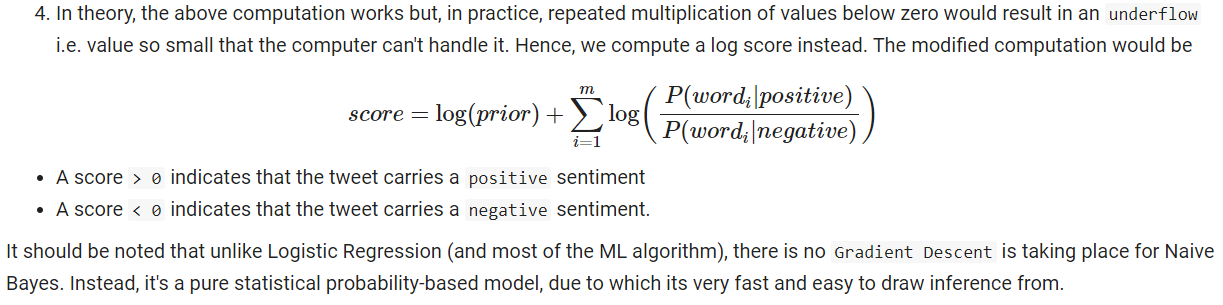 4. In theory, the above computation works but, in practice, repeated multiplication of values below zero would result in an underflow
i.e. value so small that the computer can't handle it. Hence, we compute a log score instead. The modified computation would be
score = log(prior) + \sum_{i=1}^{m} log( P(word_i|positive) / P(word_i|negative) )
• A score > 0 indicates that the tweet carries a positive sentiment
• A score < 0 indicates that the tweet carries a negative sentiment.
It should be noted that unlike Logistic Regression (and most of the ML algorithm), there is no Gradient Descent is taking place for Naive
Bayes. Instead, it's a pure statistical probability-based model, due to which its very fast and easy to draw inference from.